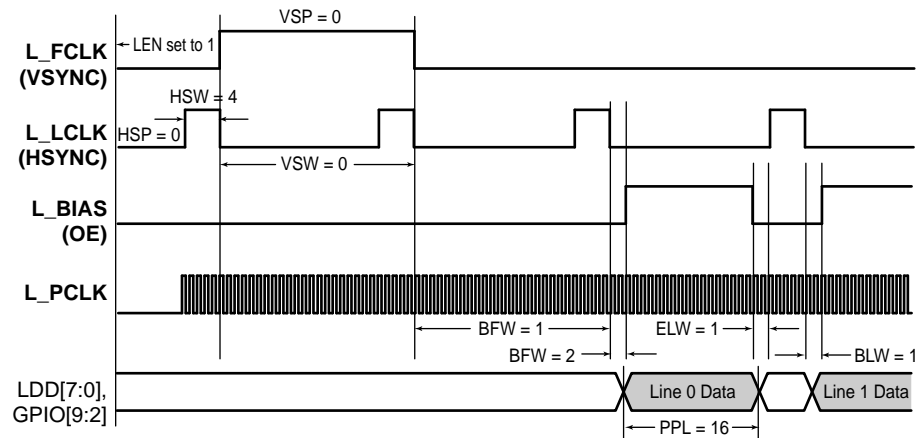 VSP = 0
LEN set to 1
L_FCLK
(VSYNC)
HSW = 4
L_LCLK
(HSYNC)
HSP = 0
VSW = 0
L_BIAS
(OE)
L_PCLK
BFW = 1
ELW = 1
BFW = 2
BLW = 1
LDD[7:0],
GPIO[9:2]
Line 0 Data
Line 1 Data
PPL = 16